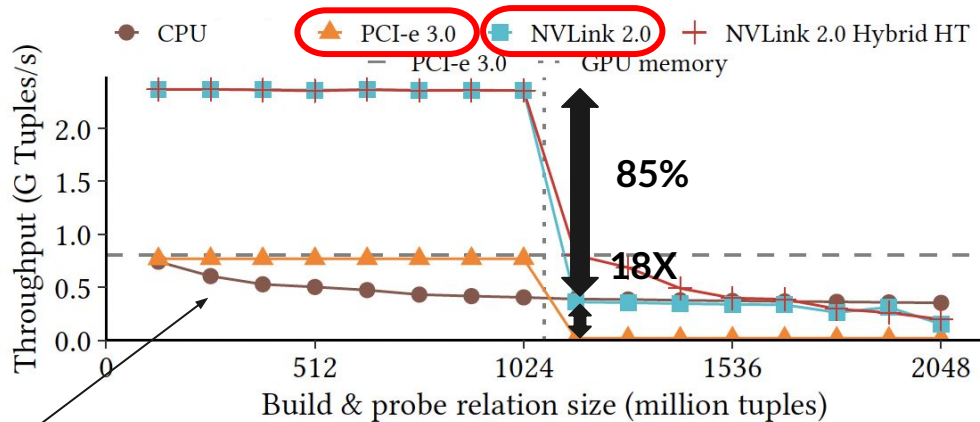 CPU PCI-e 3.0 NVLink 2.0 NVLink 2.0 Hybrid HT
PCI-e 3.0 GPU memory
Throughput (G Tuples/s)
2.0
1.5
1.0
0.5
0.0
85%
18X
0 512 1024 1536 2048
Build & probe relation size (million tuples)